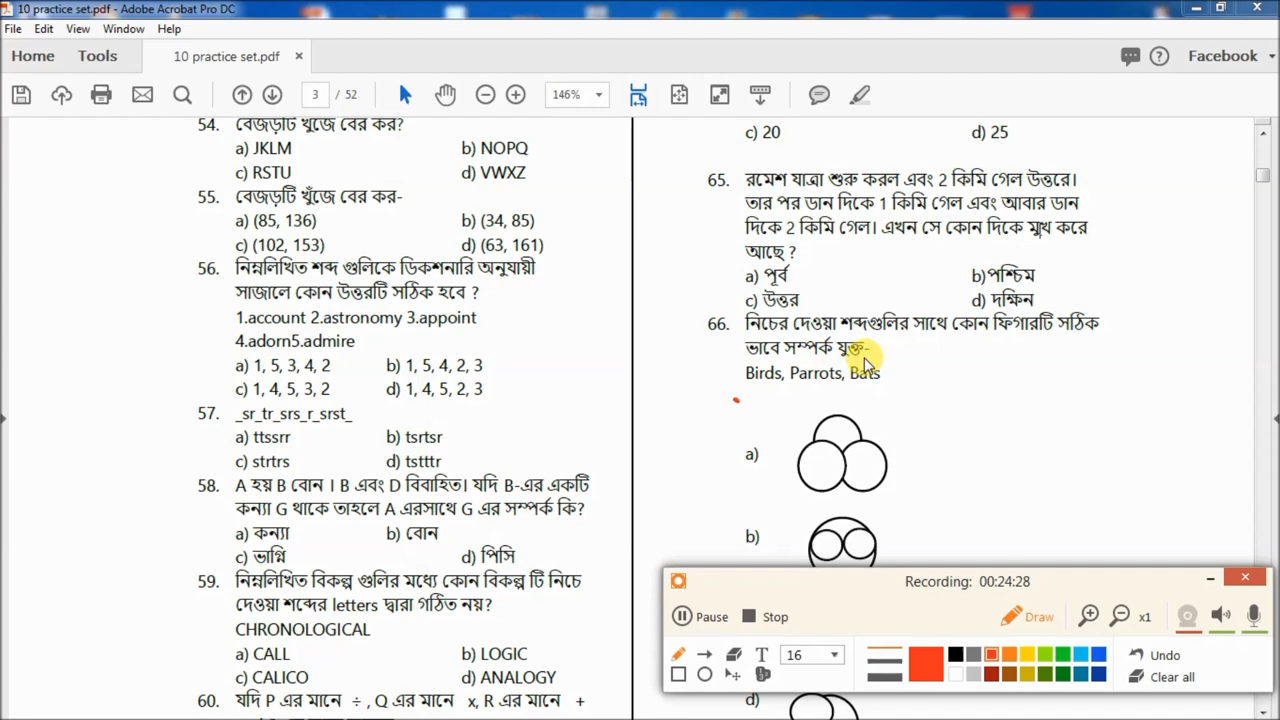 10 practice set.pdf - Adobe Acrobat Pro DC
File Edit View Window Help
Home Tools 10 practice set.pdf × Facebook
3 / 52 146%
54. বেজড়টি খুঁজে বের কর?
a) JKLM b) NOPQ
c) RSTU d) VWXZ
55. বেজড়টি খুঁজে বের কর-
a) (85, 136) b) (34, 85)
c) (102, 153) d) (63, 161)
56. নিম্নলিখিত শব্দ গুলিকে ডিকশনারি অনুযায়ী
সাজালে কোন উত্তরটি সঠিক হবে ?
1.account 2.astronomy 3.appoint
4.adorn5.admire
a) 1, 5, 3, 4, 2 b) 1, 5, 4, 2, 3
c) 1, 4, 5, 3, 2 d) 1, 4, 5, 2, 3
57. _sr_tr_srs_r_srst_
a) ttssrr b) tsrtsr
c) strtrs d) tstttr
58. A হয় B বোন । B এবং D বিবাহিত। যদি B-এর একটি
কন্যা G থাকে তাহলে A এরসাথে G এর সম্পর্ক কি?
a) কন্যা b) বোন
c) ভাগ্নি d) পিসি
59. নিম্নলিখিত বিকল্প গুলির মধ্যে কোন বিকল্প টি নিচে
দেওয়া শব্দের letters দ্বারা গঠিত নয়?
CHRONOLOGICAL
a) CALL b) LOGIC
c) CALICO d) ANALOGY
60. যদি P এর মানে ÷ , Q এর মানে x, R এর মানে +
c) 20 d) 25
65. রমেশ যাত্রা শুরু করল এবং 2 কিমি গেল উত্তরে।
তার পর ডান দিকে 1 কিমি গেল এবং আবার ডান
দিকে 2 কিমি গেল। এখন সে কোন দিকে মুখ করে
আছে ?
a) পূর্ব b)পশ্চিম
c) উত্তর d) দক্ষিন
66. নিচের দেওয়া শব্দগুলির সাথে কোন ফিগারটি সঠিক
ভাবে সম্পর্ক যুক্ত-
Birds, Parrots, Bats
a)
b)
d)
Recording: 00:24:28
Pause Stop Draw x1
T 16 Undo
Clear all